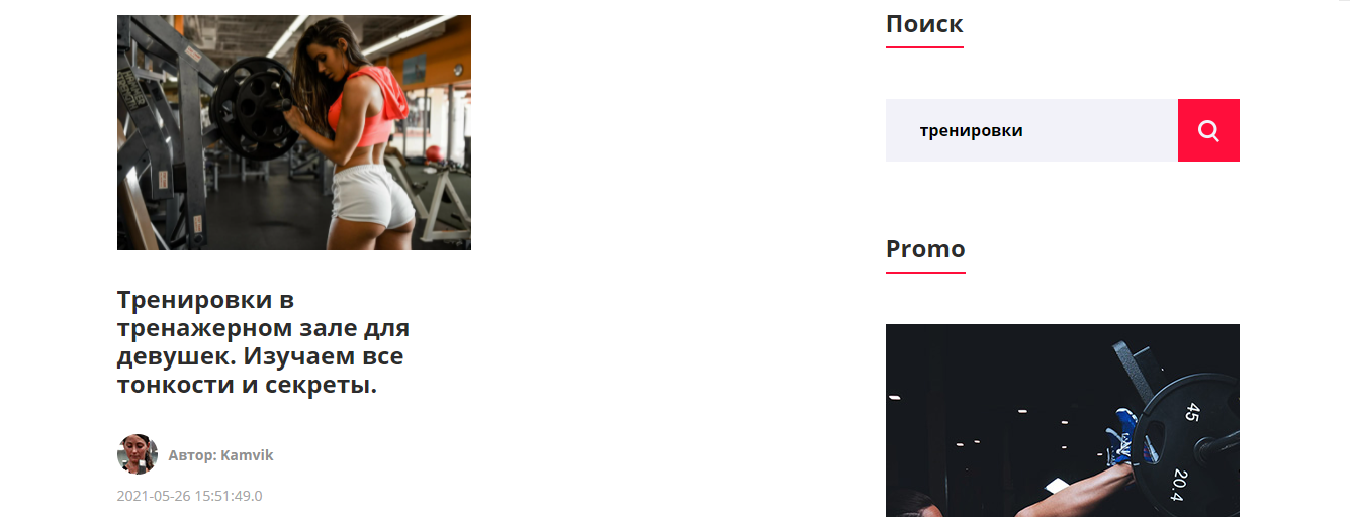 Тренировки в
тренажерном зале для
девушек. Изучаем все
тонкости и секреты.
Автор: Kamvik
2021-05-26 15:51:49.0
Поиск
тренировки
Promo
45
20.4